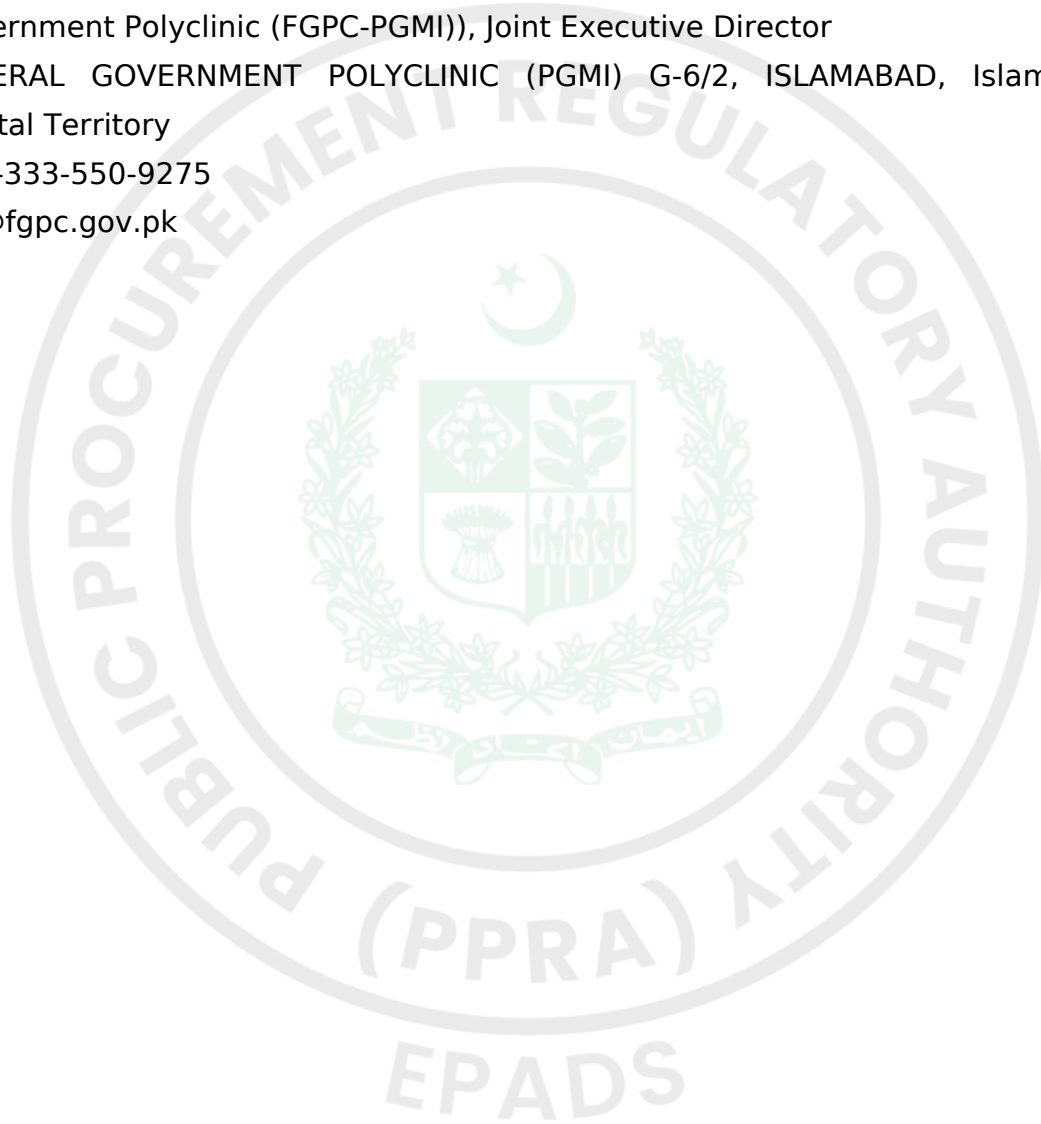 ernment Polyclinic (FGPC-PGMI)), Joint Executive Director
ERAL GOVERNMENT POLYCLINIC (PGMI) G-6/2, ISLAMABAD, Islam
tal Territory
-333-550-9275
@fgpc.gov.pk
PUBLIC PROCUREMENT REGULATORY AUTHORITY
(PPRA)
EPADS